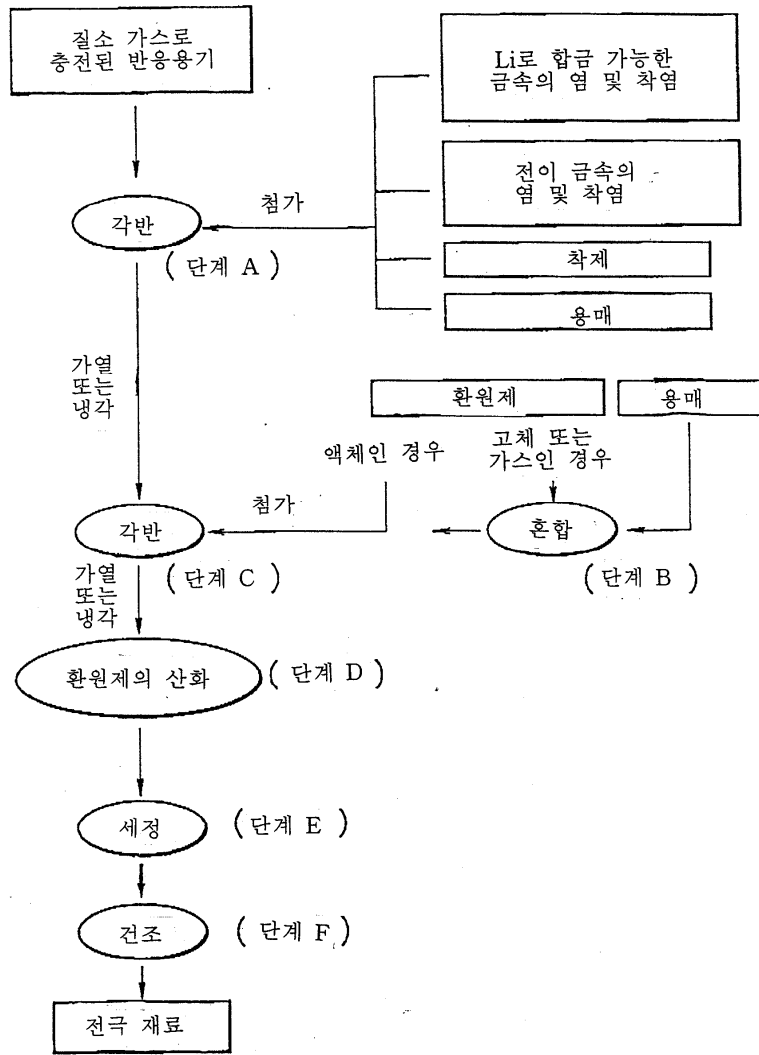 질소 가스로
충전된 반응용기
Li로 합금 가능한
금속의 염 및 착염
전이 금속의
염 및 착염
첨가
각반
(단계 A)
착제
용매
가열
또는
냉각
환원제
용매
액체인 경우
고체 또는
가스인 경우
첨가
각반
혼합
(단계 C)
(단계 B)
가열
또는
냉각
환원제의 산화
(단계 D)
세정
(단계 E)
건조
(단계 F)
전극 재료